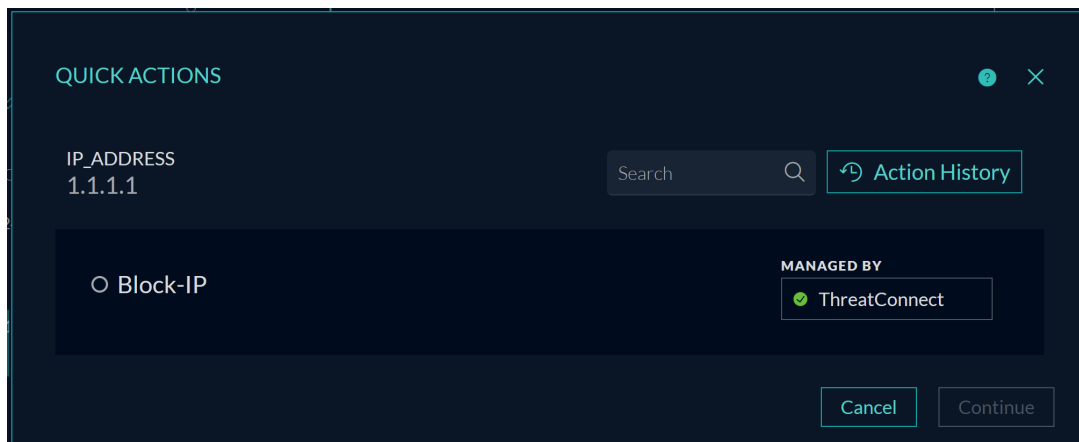 QUICK ACTIONS
?
IP_ADDRESS
1.1.1.1
Search
Action History
Block-IP
MANAGED BY
ThreatConnect
Cancel
Continue